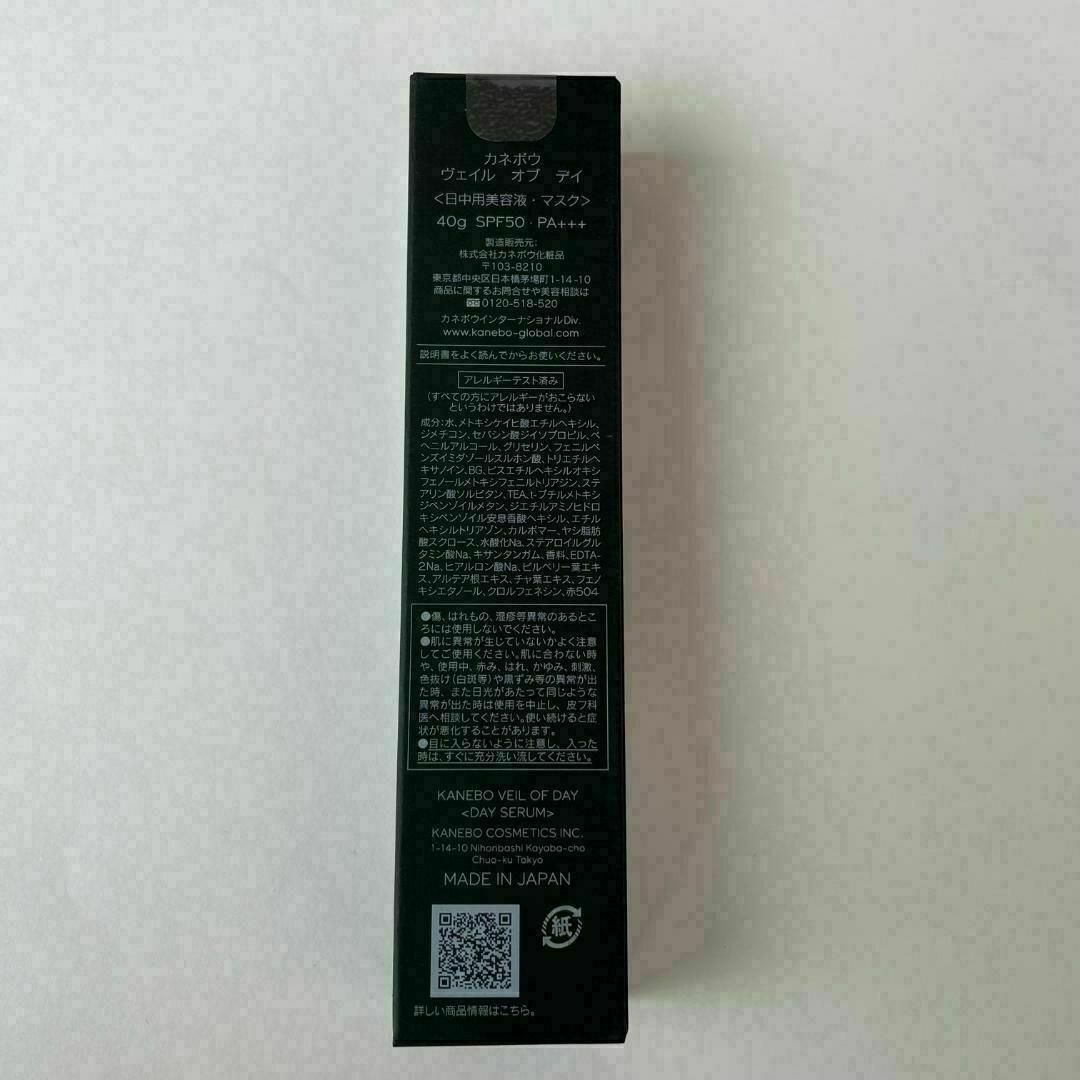 カネボウ
ヴェイル オブ デイ
<日中用美容液・マスク>
40g SPF50・PA+++
製造販売元:
株式会社カネボウ化粧品
〒103-8210
東京都中央区日本橋茅場町1-14-10
商品に関するお問合せや美容相談は
0120-518-520
カネボウインターナショナルDiv.
www.kanebo-global.com
説明書をよく読んでからお使いください。
アレルギーテスト済み
(すべての方にアレルギーがおこらない
というわけではありません。)
成分:水、メトキシケイヒ酸エチルヘキシル、
ジメチコン、セバシン酸ジイソプロピル、ベ
ヘニルアルコール、グリセリン、フェニルベ
ンズイミダゾールスルホン酸、トリエチルヘ
キサノイン、BG、ビスエチルヘキシルオキシ
フェノールメトキシフェニルトリアジン、ステ
アリン酸ソルビタン、TEA、t-ブチルメトキシ
ジベンゾイルメタン、ジエチルアミノヒドロ
キシベンゾイル安息香酸ヘキシル、エチル
ヘキシルトリアゾン、カルボマー、ヤシ脂肪
酸スクロース、水酸化Na、ステアロイルグル
タミン酸Na、キサンタンガム、香料、EDTA-
2Na、ヒアルロン酸Na、ビルベリー葉エキ
ス、アルテア根エキス、チャ葉エキス、フェノ
キシエタノール、クロルフェネシン、赤504
●傷、はれもの、湿疹等異常のあるとこ
ろには使用しないでください。
●肌に異常が生じていないかよく注意
してご使用ください。肌に合わない時
や、使用中、赤み、はれ、かゆみ、刺激、
色抜け(白斑等)や黒ずみ等の異常が出
た時、また日光があたって同じような
異常が出た時は使用を中止し、皮フ科
医へ相談してください。使い続けると症
状が悪化することがあります。
●目に入らないように注意し、入った
時は、すぐに充分洗い流してください。
KANEBO VEIL OF DAY
<DAY SERUM>
KANEBO COSMETICS INC.
1-14-10 Nihonbashi Kayaba-cho
Chuo-ku Tokyo
MADE IN JAPAN
紙
詳しい商品情報はこちら。